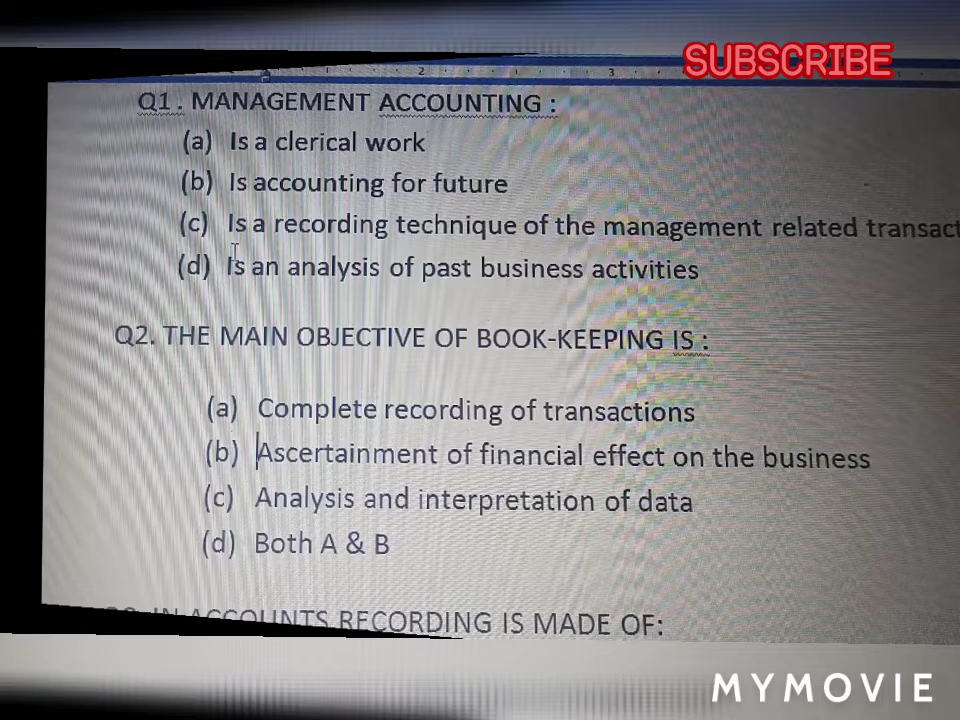 SUBSCRIBE
2 3
Q1. MANAGEMENT ACCOUNTING :
(a) Is a clerical work
(b) Is accounting for future
(c) Is a recording technique of the management related transact
(d) Is an analysis of past business activities
Q2. THE MAIN OBJECTIVE OF BOOK-KEEPING IS :
(a) Complete recording of transactions
(b) Ascertainment of financial effect on the business
(c) Analysis and interpretation of data
(d) Both A & B
IN ACCOUNTS RECORDING IS MADE OF:
MYMOVIE